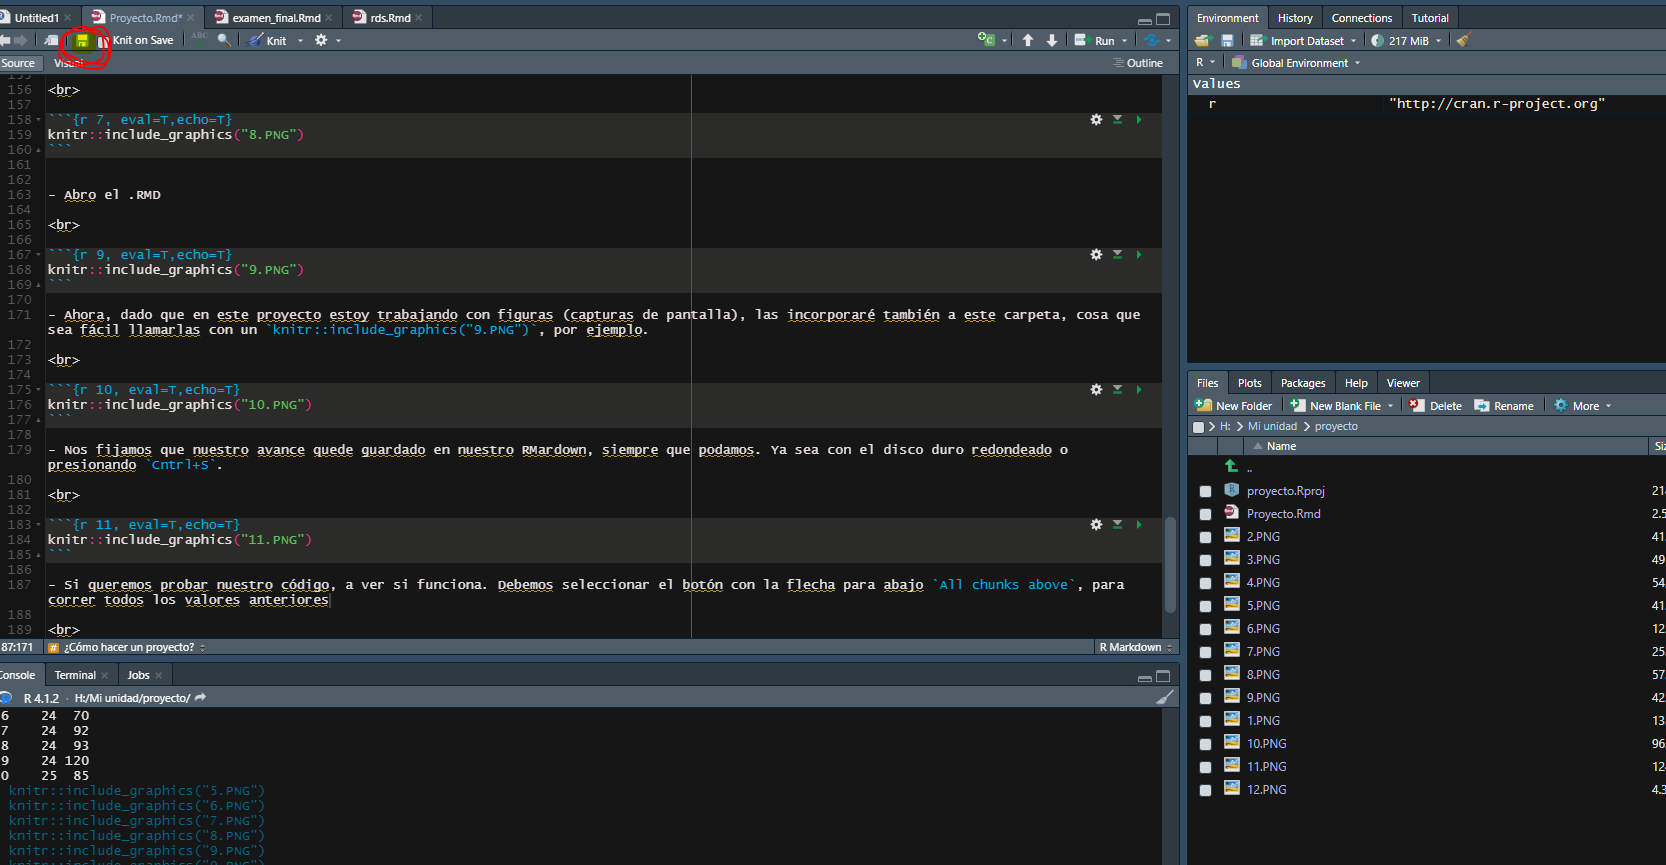 Untitled1
Proyecto.Rmd*
examen_final.Rmd
rds.Rmd
Knit on Save
ABC
Knit
Run
Source
Outline
156 <br>
157
158 ```{r 7, eval=T,echo=T}
159 knitr::include_graphics("8.PNG")
160 ```
161
162
163 - Abro el .RMD
164
165 <br>
166
167 ```{r 9, eval=T,echo=T}
168 knitr::include_graphics("9.PNG")
169 ```
170
171 - Ahora, dado que en este proyecto estoy trabajando con figuras (capturas de pantalla), las incorporaré también a este carpeta, cosa que
sea fácil llamarlas con un `knitr::include_graphics("9.PNG")`, por ejemplo.
172
173 <br>
174
175 ```{r 10, eval=T,echo=T}
176 knitr::include_graphics("10.PNG")
177 ```
178
179 - Nos fijamos que nuestro avance quede guardado en nuestro RMardown, siempre que podamos. Ya sea con el disco duro redondeado o
presionando `Cntrl+S`.
180
181 <br>
182
183 ```{r 11, eval=T,echo=T}
184 knitr::include_graphics("11.PNG")
185 ```
186
187 - Si queremos probar nuestro código, a ver si funciona. Debemos seleccionar el botón con la flecha para abajo `All chunks above`, para
correr todos los valores anteriores
188
189 <br>
87:171 # ¿Cómo hacer un proyecto?
R Markdown
Console
Terminal
Jobs
R 4.1.2 · H:/Mi unidad/proyecto/
6 24 70
7 24 92
8 24 93
9 24 120
0 25 85
knitr::include_graphics("5.PNG")
knitr::include_graphics("6.PNG")
knitr::include_graphics("7.PNG")
knitr::include_graphics("8.PNG")
knitr::include_graphics("9.PNG")
Environment
History
Connections
Tutorial
Import Dataset
217 MiB
R
Global Environment
Values
r "http://cran.r-project.org"
Files
Plots
Packages
Help
Viewer
New Folder
New Blank File
Delete
Rename
More
H: > Mi unidad > proyecto
Name
..
proyecto.Rproj
Proyecto.Rmd 2.5
2.PNG 41.
3.PNG 49
4.PNG 54.
5.PNG 41.
6.PNG 12.
7.PNG 25
8.PNG 57.
9.PNG 42.
1.PNG 13.
10.PNG 96.
11.PNG 12
12.PNG 4.3